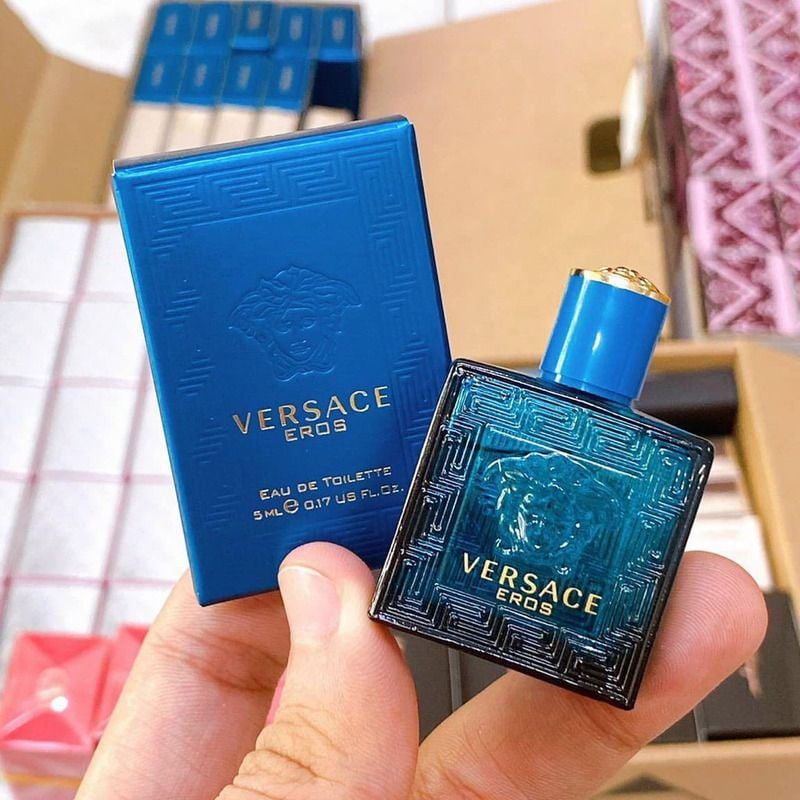 VERSACE
EROS
EAU DE TOILETTE
5 ML e 0.17 US FL.OZ.
VERSACE
EROS